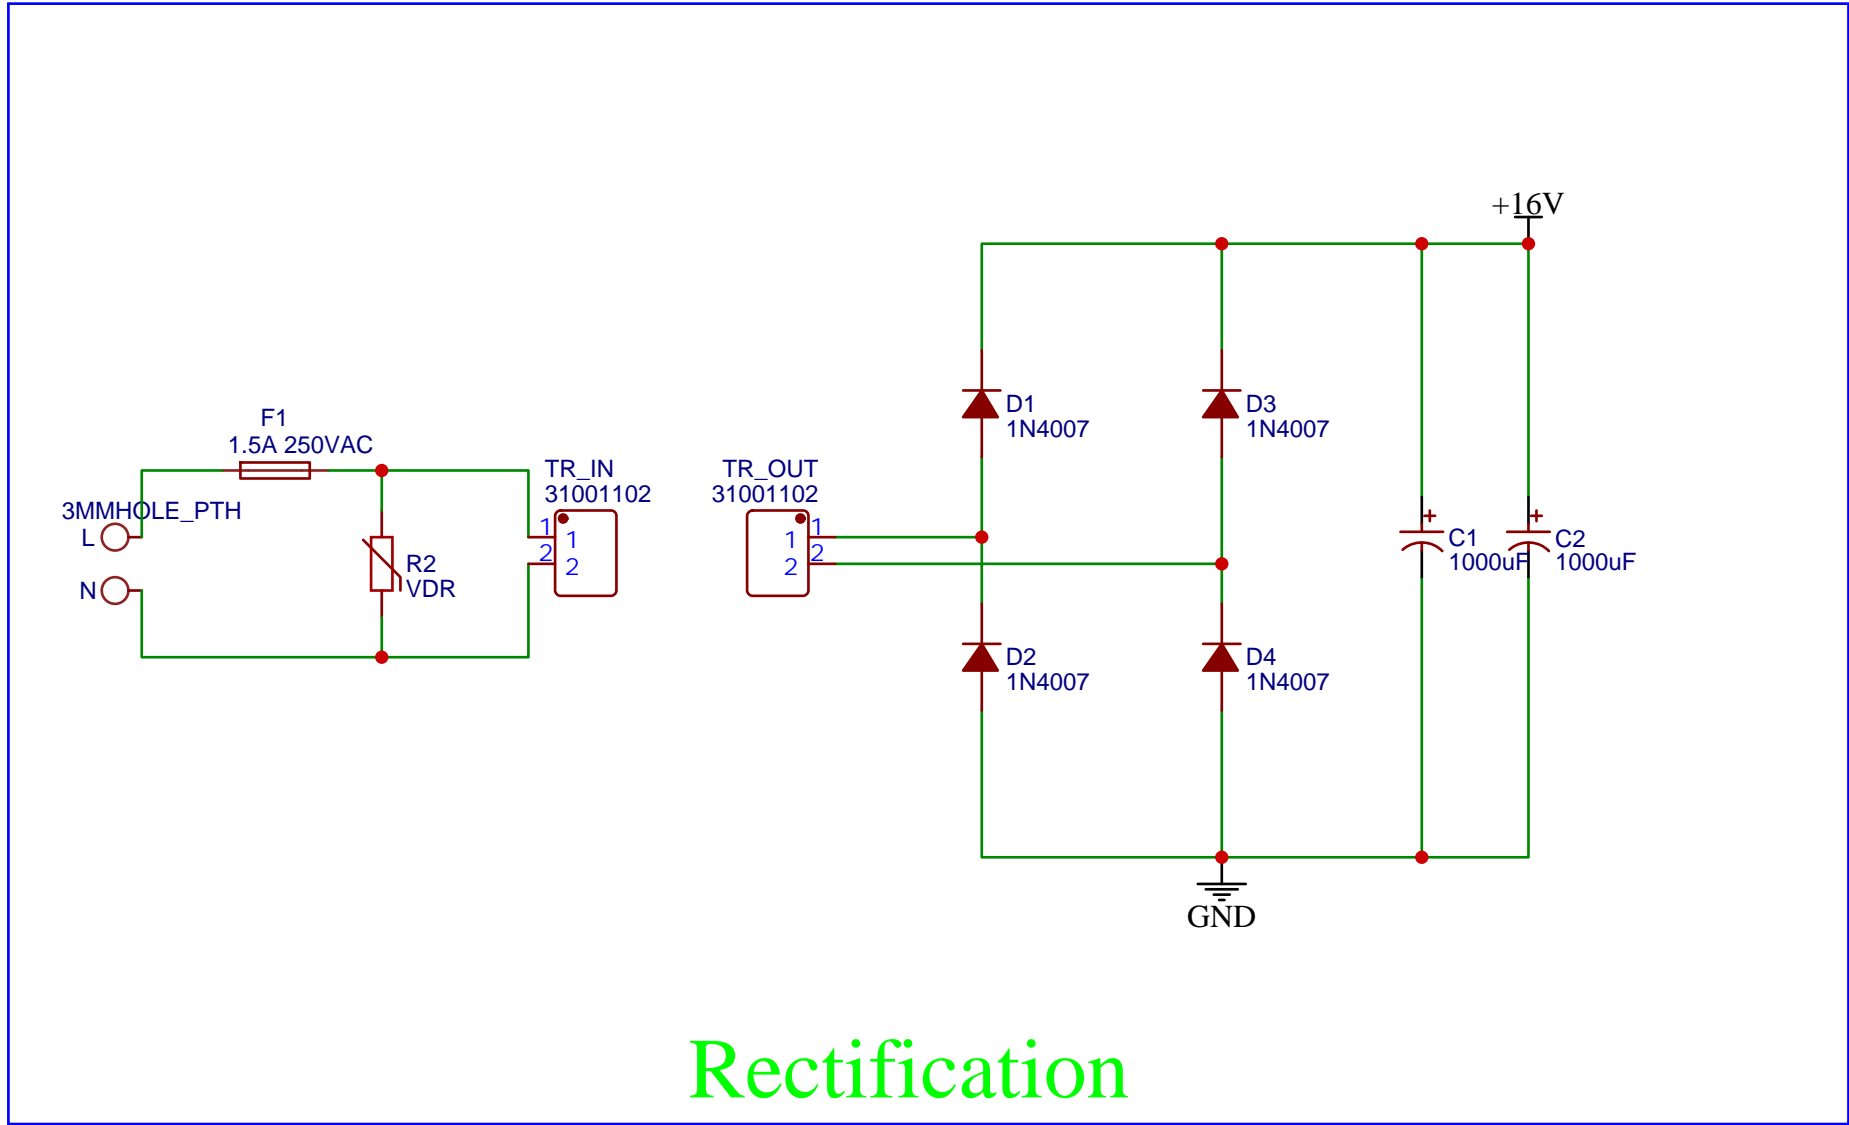 +16V
D1
1N4007
D3
1N4007
F1
1.5A 250VAC
TR_IN
31001102
TR_OUT
31001102
3MMHOLE_PTH
L
1
1
2
2
1
1
2
2
C1
1000uF
C2
1000uF
R2
VDR
N
D2
1N4007
D4
1N4007
GND
Rectification